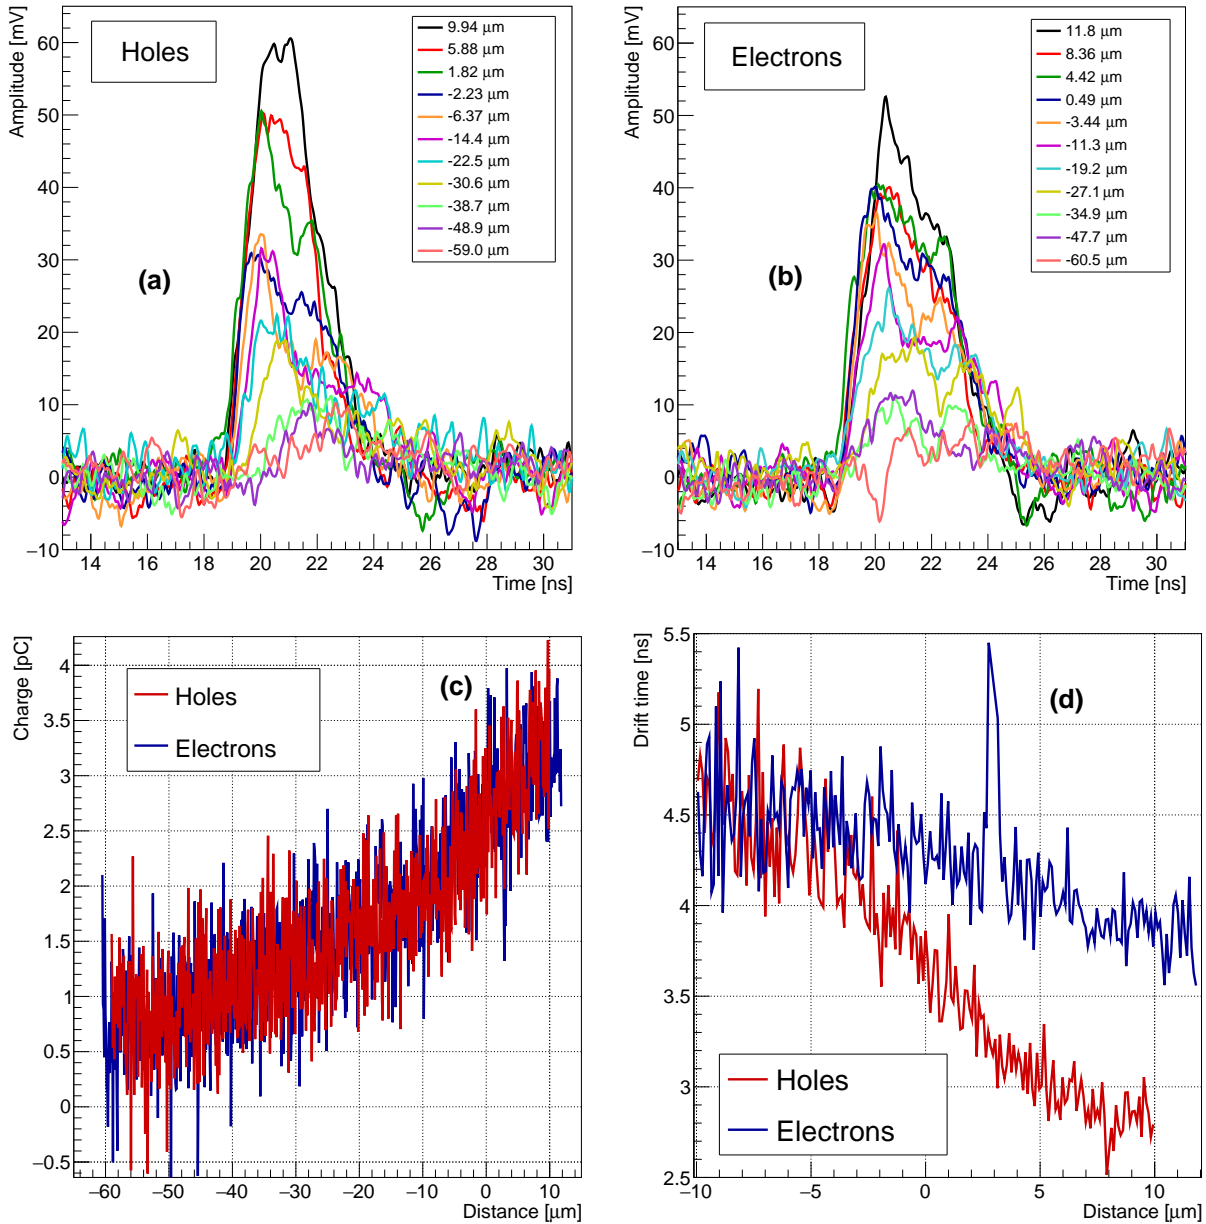 Amplitude [mV]
60
50
40
30
20
10
0
−10
Holes
(a)
9.94 μm
5.88 μm
1.82 μm
-2.23 μm
-6.37 μm
-14.4 μm
-22.5 μm
-30.6 μm
-38.7 μm
-48.9 μm
-59.0 μm
14 16 18 20 22 24 26 28 30
Time [ns]
Amplitude [mV]
60
50
40
30
20
10
0
−10
Electrons
(b)
11.8 μm
8.36 μm
4.42 μm
0.49 μm
-3.44 μm
-11.3 μm
-19.2 μm
-27.1 μm
-34.9 μm
-47.7 μm
-60.5 μm
14 16 18 20 22 24 26 28 30
Time [ns]
Charge [pC]
4
3.5
3
2.5
2
1.5
1
0.5
0
−0.5
Holes
Electrons
(c)
−60 −50 −40 −30 −20 −10 0 10
Distance [μm]
Drift time [ns]
5.5
5
4.5
4
3.5
3
2.5
(d)
Holes
Electrons
−10 −5 0 5 10
Distance [μm]